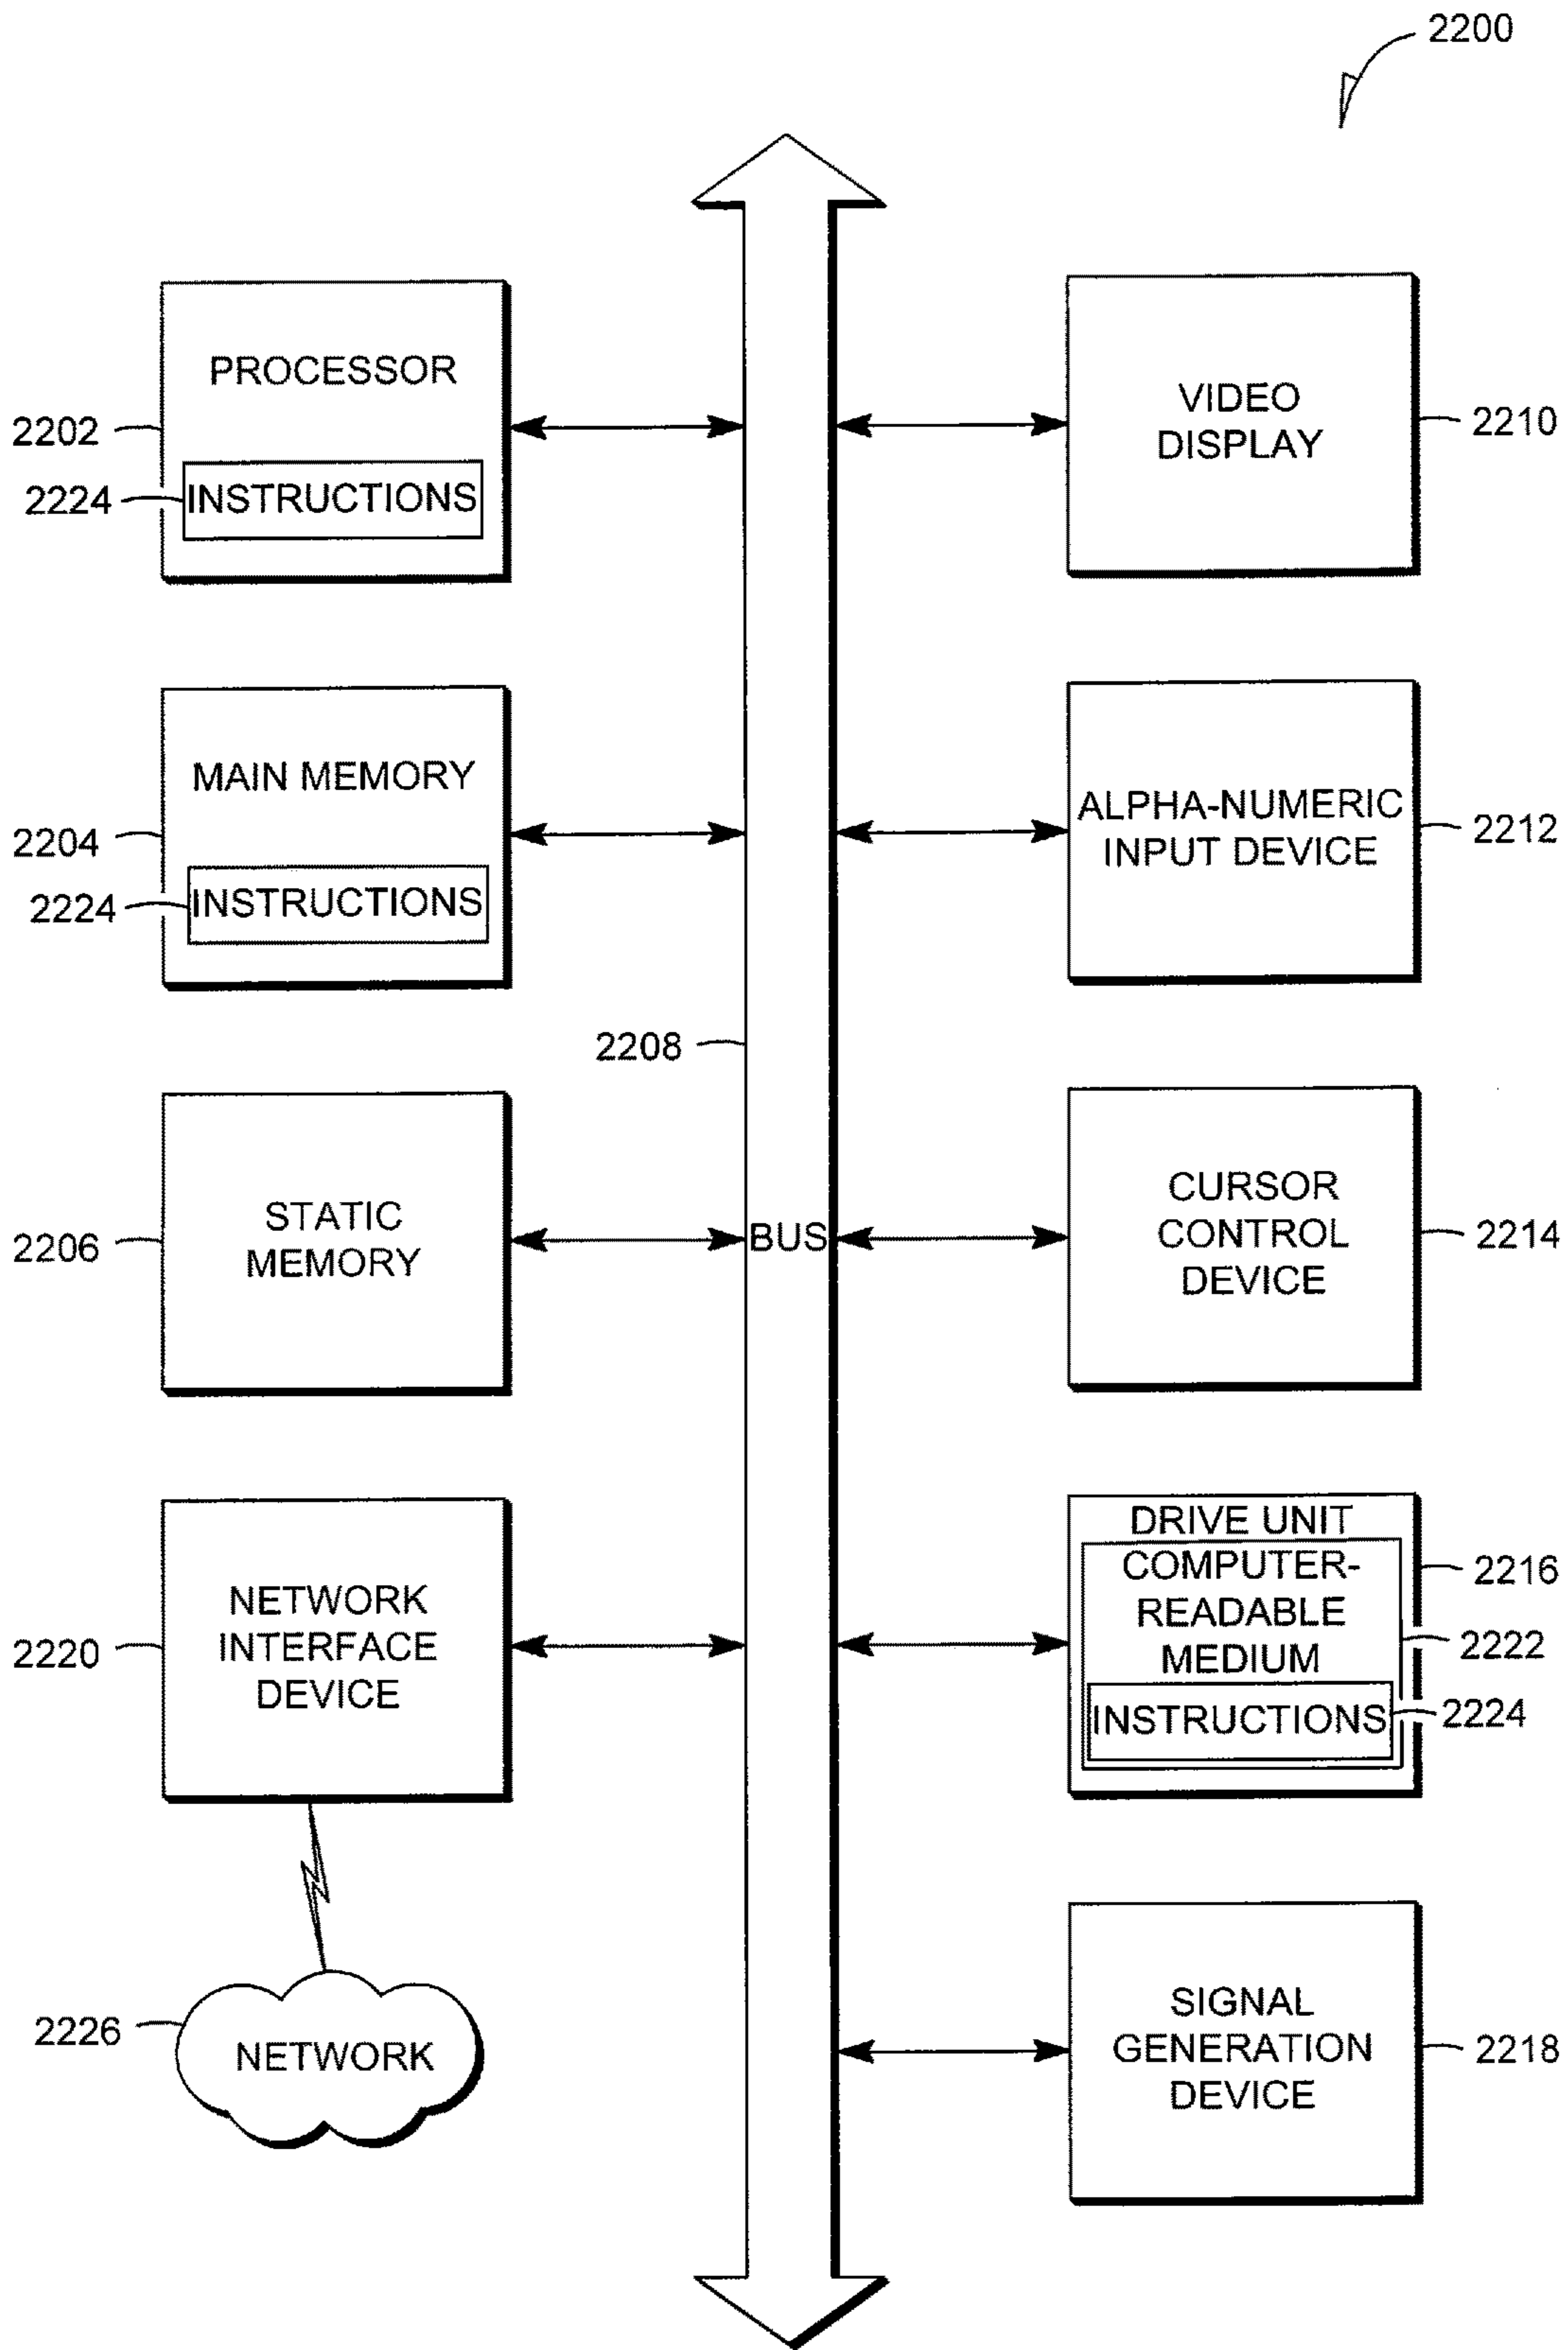 2200
PROCESSOR
2202
2224
INSTRUCTIONS
VIDEO
DISPLAY
2210
MAIN MEMORY
2204
2224
INSTRUCTIONS
ALPHA-NUMERIC
INPUT DEVICE
2212
2208
STATIC
MEMORY
2206
BUS
CURSOR
CONTROL
DEVICE
2214
NETWORK
INTERFACE
DEVICE
2220
DRIVE UNIT
2216
COMPUTER-
READABLE
MEDIUM
2222
INSTRUCTIONS
2224
2226
NETWORK
SIGNAL
GENERATION
DEVICE
2218